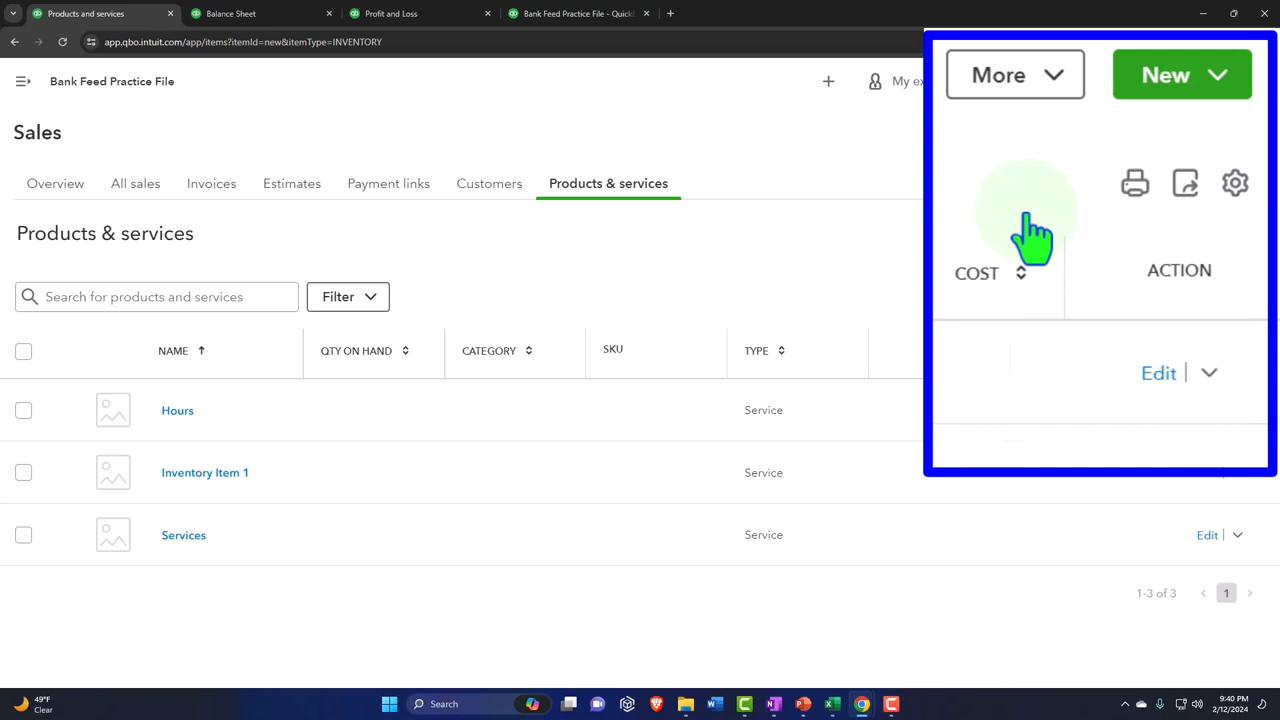 Products and services
Balance Sheet
Profit and Loss
Bank Feed Practice File - Quick
app.qbo.intuit.com/app/items?itemId=new&itemType=INVENTORY
Bank Feed Practice File
My ex
More
New
Sales
Overview
All sales
Invoices
Estimates
Payment links
Customers
Products & services
Products & services
COST
ACTION
Search for products and services
Filter
NAME
QTY ON HAND
CATEGORY
SKU
TYPE
Edit
Hours
Service
Inventory Item 1
Service
Services
Service
Edit
1-3 of 3
1
49°F
Clear
Search
9:40 PM
2/12/2024